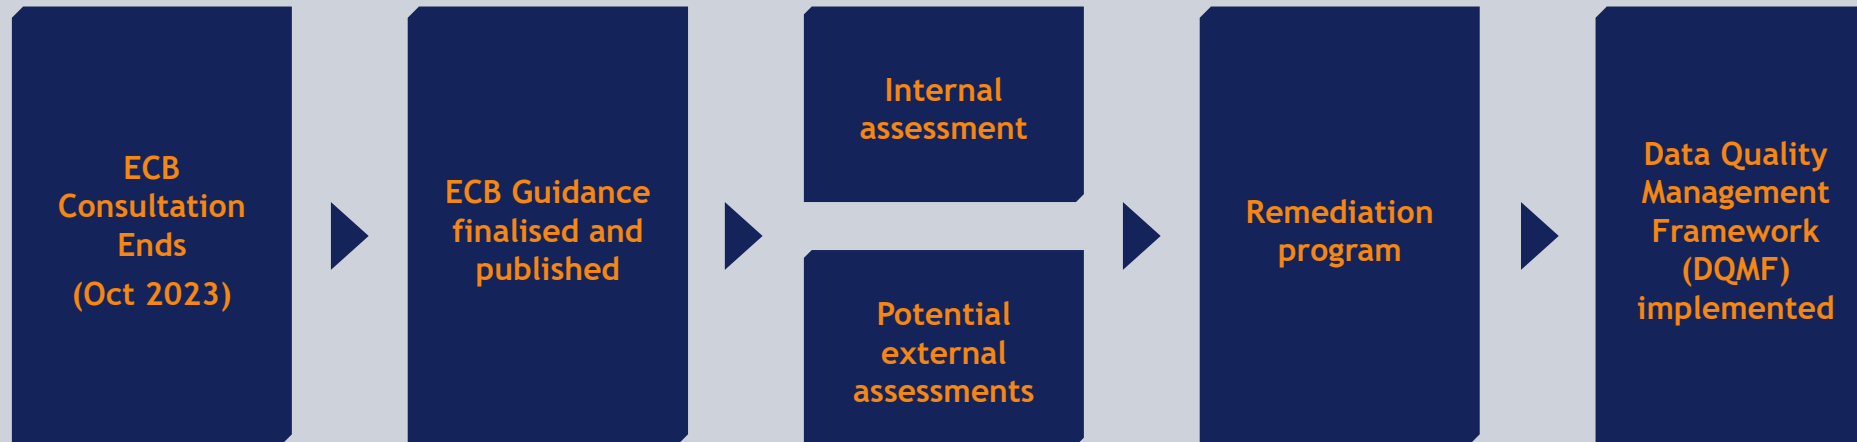 ECB
Consultation
Ends
(Oct 2023)
ECB Guidance
finalised and
published
Internal
assessment
Potential
external
assessments
Remediation
program
Data Quality
Management
Framework
(DQMF)
implemented